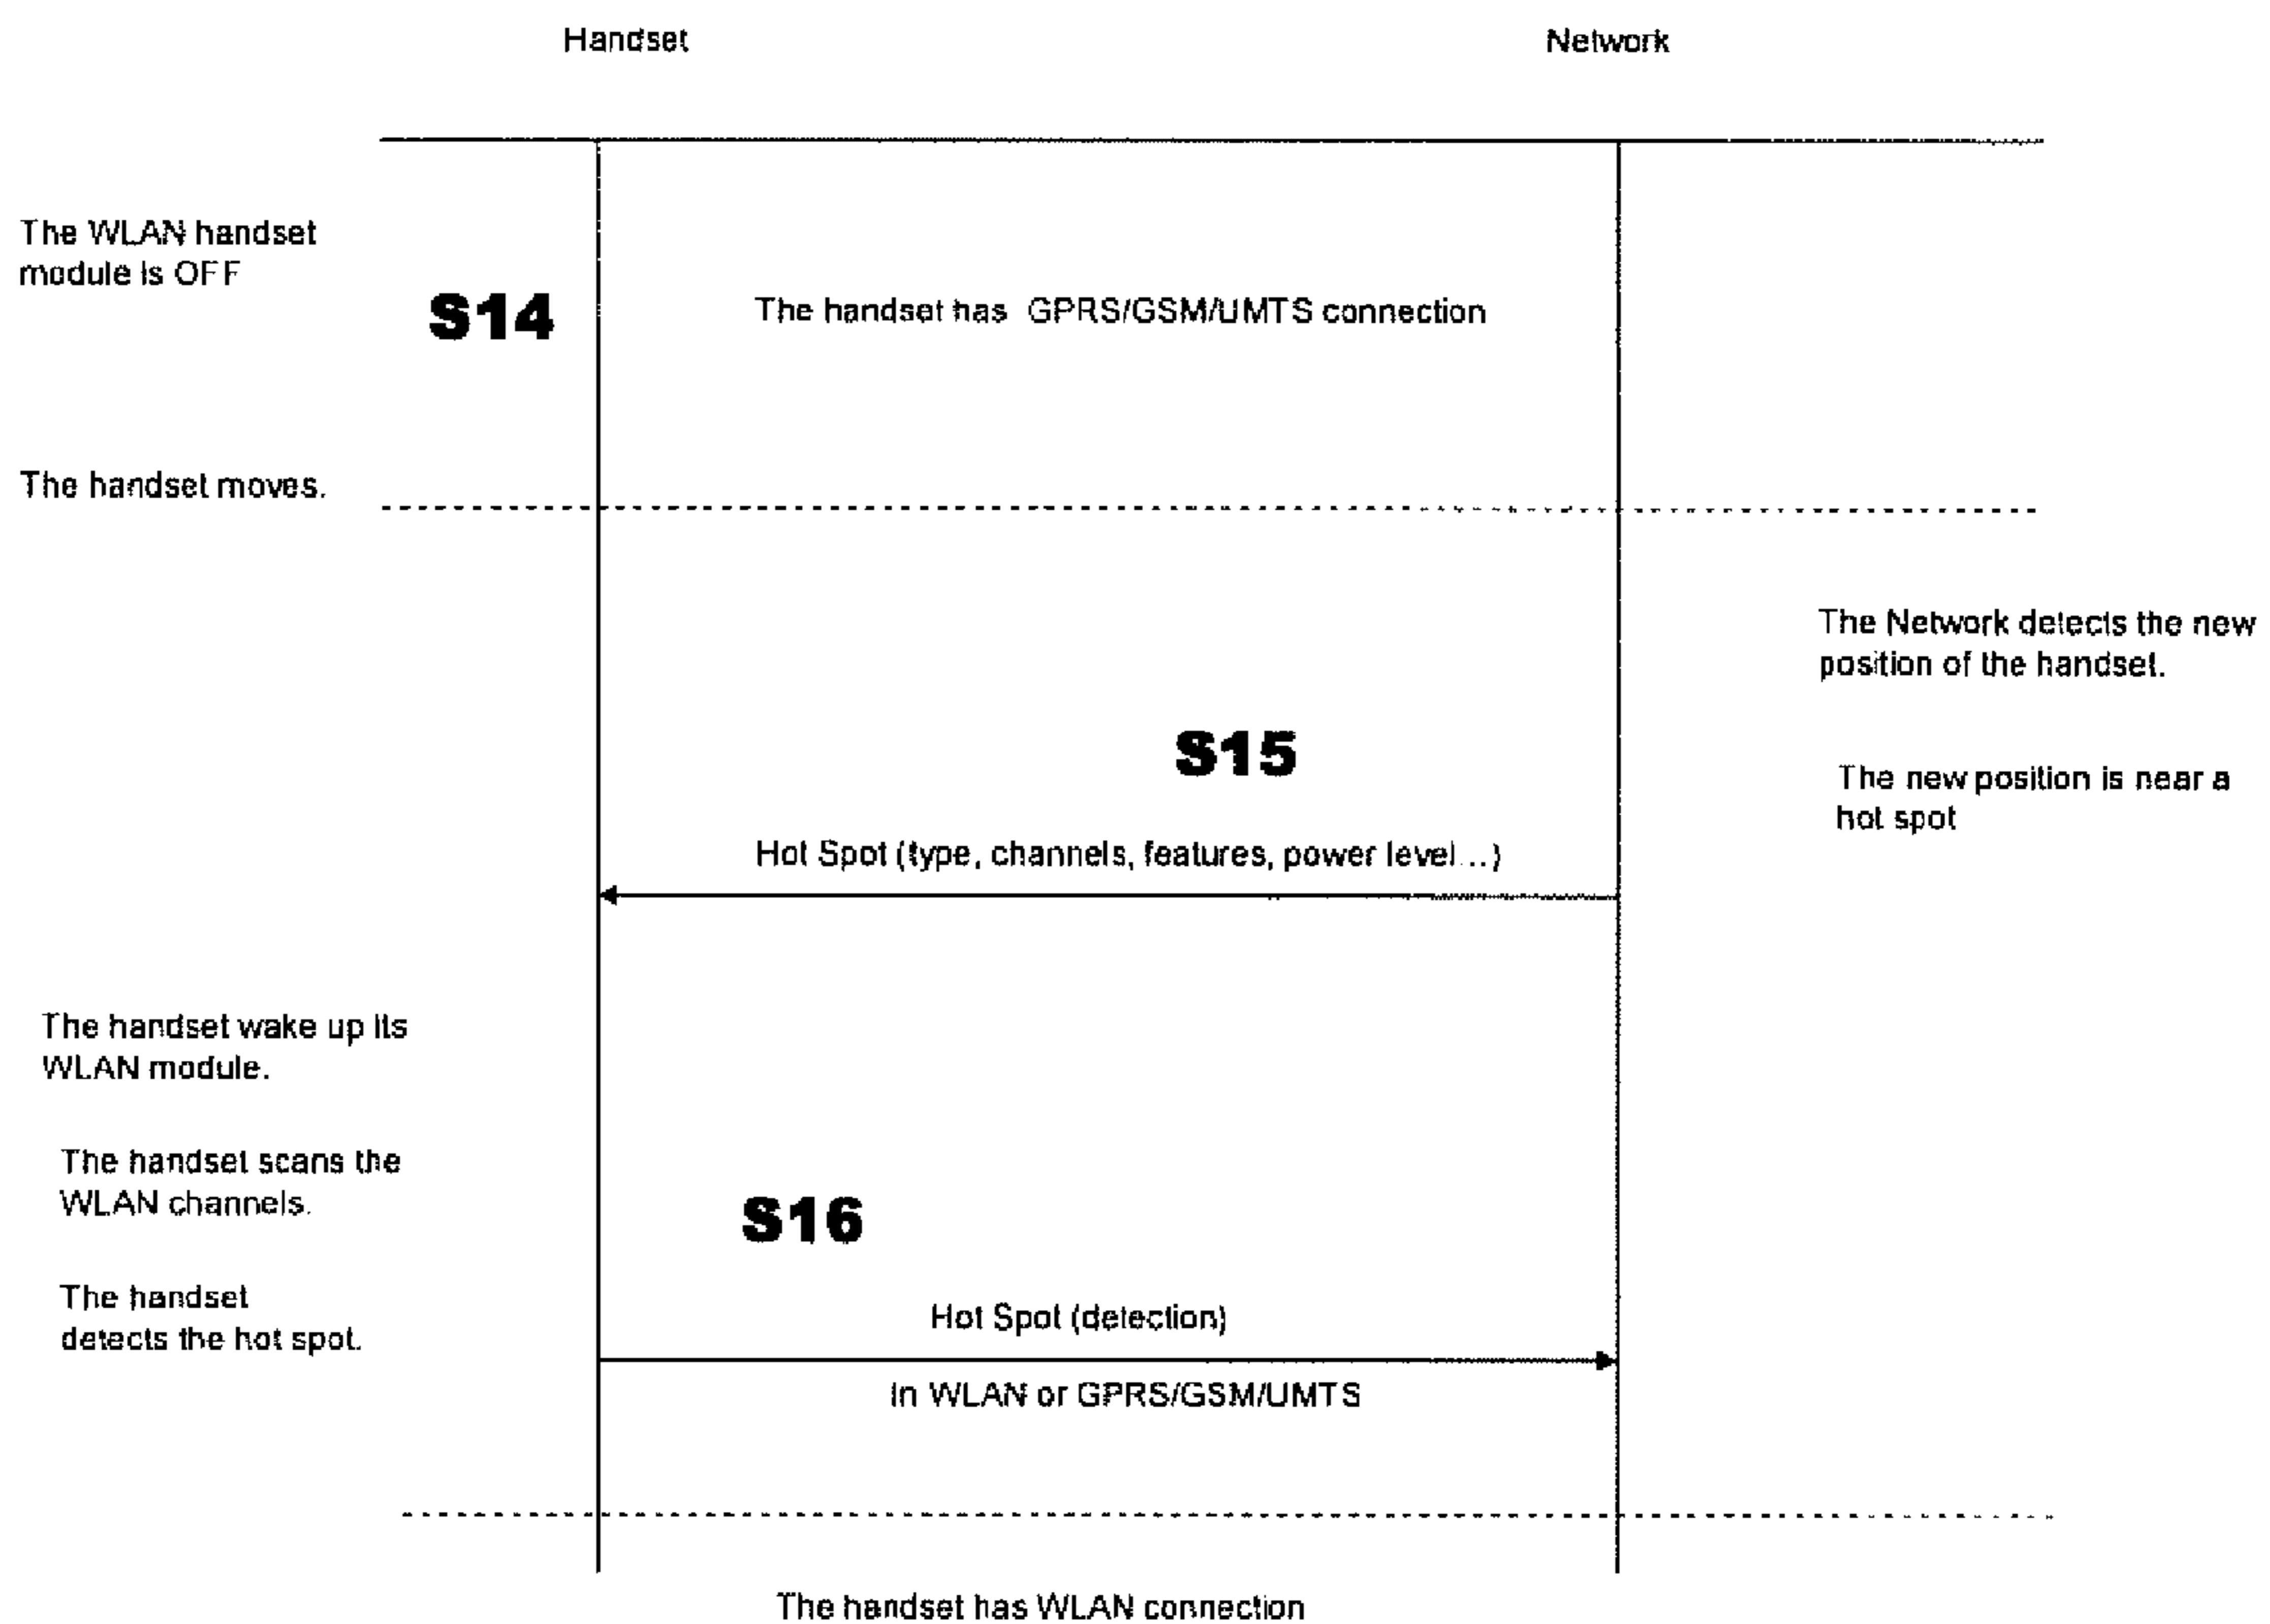 Handset
Network
The WLAN handset
module is OFF
S14
The handset has GPRS/GSM/UMTS connection
The handset moves.
The Network detects the new
position of the handset.
S15
The new position is near a
hot spot
Hot Spot (type, channels, features, power level...)
The handset wake up its
WLAN module.
The handset scans the
WLAN channels.
S16
The handset
detects the hot spot.
Hot Spot (detection)
In WLAN or GPRS/GSM/UMTS
The handset has WLAN connection